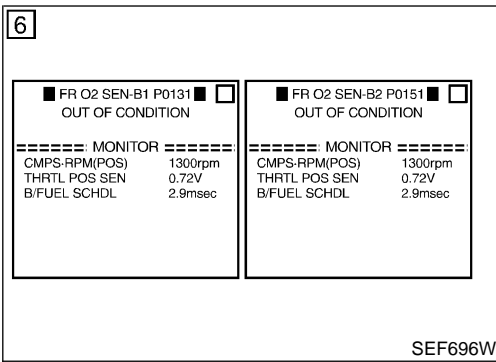 6
FR O2 SEN-B1 P0131
OUT OF CONDITION
MONITOR
CMPS·RPM(POS) 1300rpm
THRTL POS SEN 0.72V
B/FUEL SCHDL 2.9msec
FR O2 SEN-B2 P0151
OUT OF CONDITION
MONITOR
CMPS·RPM(POS) 1300rpm
THRTL POS SEN 0.72V
B/FUEL SCHDL 2.9msec
SEF696W